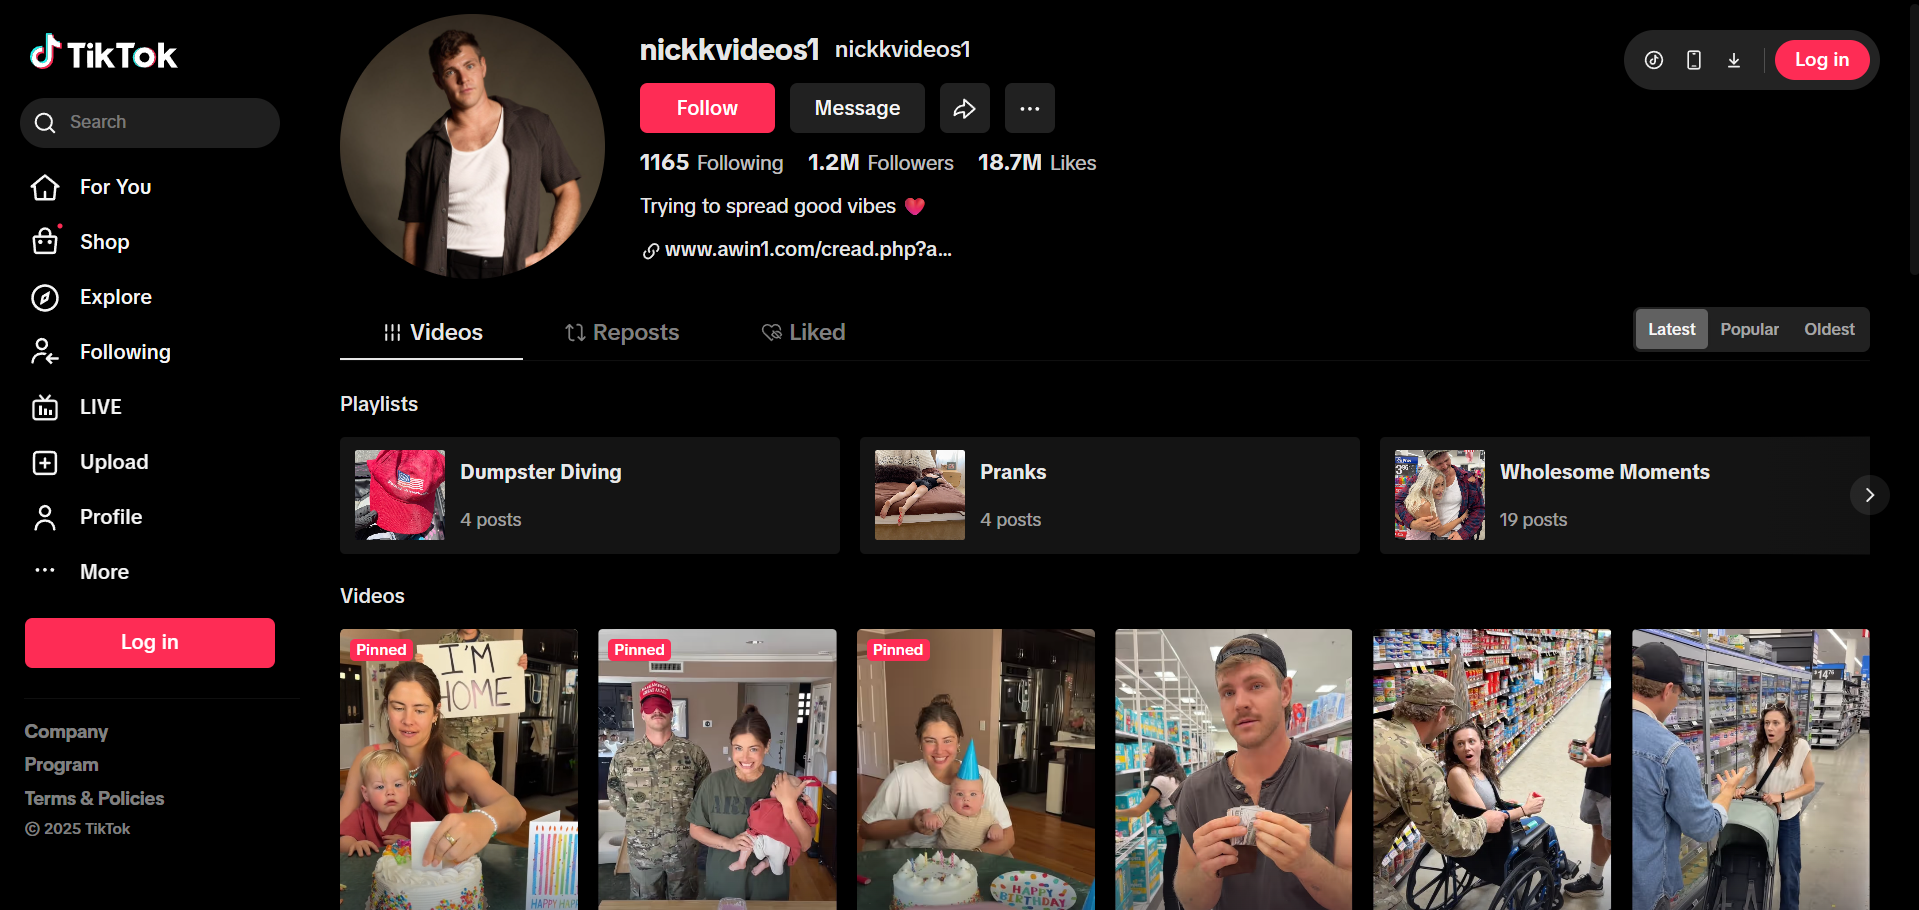 TikTok
Search
For You
Shop
Explore
Following
LIVE
Upload
Profile
More
Log in
Company
Program
Terms & Policies
© 2025 TikTok
nickkvideos1 nickkvideos1
Follow
Message
1165 Following 1.2M Followers 18.7M Likes
Trying to spread good vibes
www.awin1.com/cread.php?a...
Log in
Videos
Reposts
Liked
Latest
Popular
Oldest
Playlists
Dumpster Diving
4 posts
Pranks
4 posts
Wholesome Moments
19 posts
Videos
Pinned
I'M
HOME
HAPPY HAP
Pinned
Pinned
HAPPY
BIRTHDAY